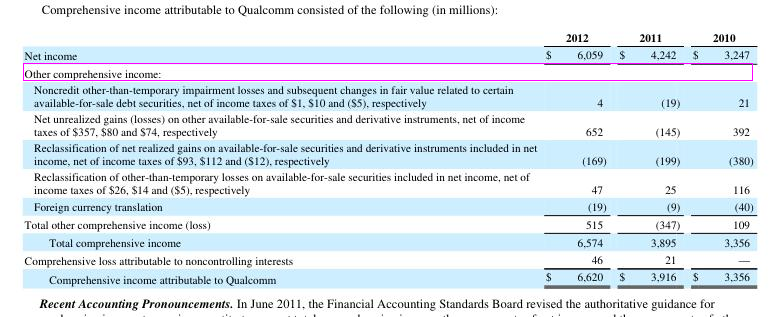 Comprehensive income attributable to Qualcomm consisted of the following (in millions):
2012 2011 2010
Net income $ 6,059 $ 4,242 $ 3,247
Other comprehensive income:
Noncredit other-than-temporary impairment losses and subsequent changes in fair value related to certain
available-for-sale debt securities, net of income taxes of $1, $10 and ($5), respectively 4 (19) 21
Net unrealized gains (losses) on other available-for-sale securities and derivative instruments, net of income
taxes of $357, $80 and $74, respectively 652 (145) 392
Reclassification of net realized gains on available-for-sale securities and derivative instruments included in net
income, net of income taxes of $93, $112 and ($12), respectively (169) (199) (380)
Reclassification of other-than-temporary losses on available-for-sale securities included in net income, net of
income taxes of $26, $14 and ($5), respectively 47 25 116
Foreign currency translation (19) (9) (40)
Total other comprehensive income (loss) 515 (347) 109
Total comprehensive income 6,574 3,895 3,356
Comprehensive loss attributable to noncontrolling interests 46 21 —
Comprehensive income attributable to Qualcomm $ 6,620 $ 3,916 $ 3,356
Recent Accounting Pronouncements. In June 2011, the Financial Accounting Standards Board revised the authoritative guidance for